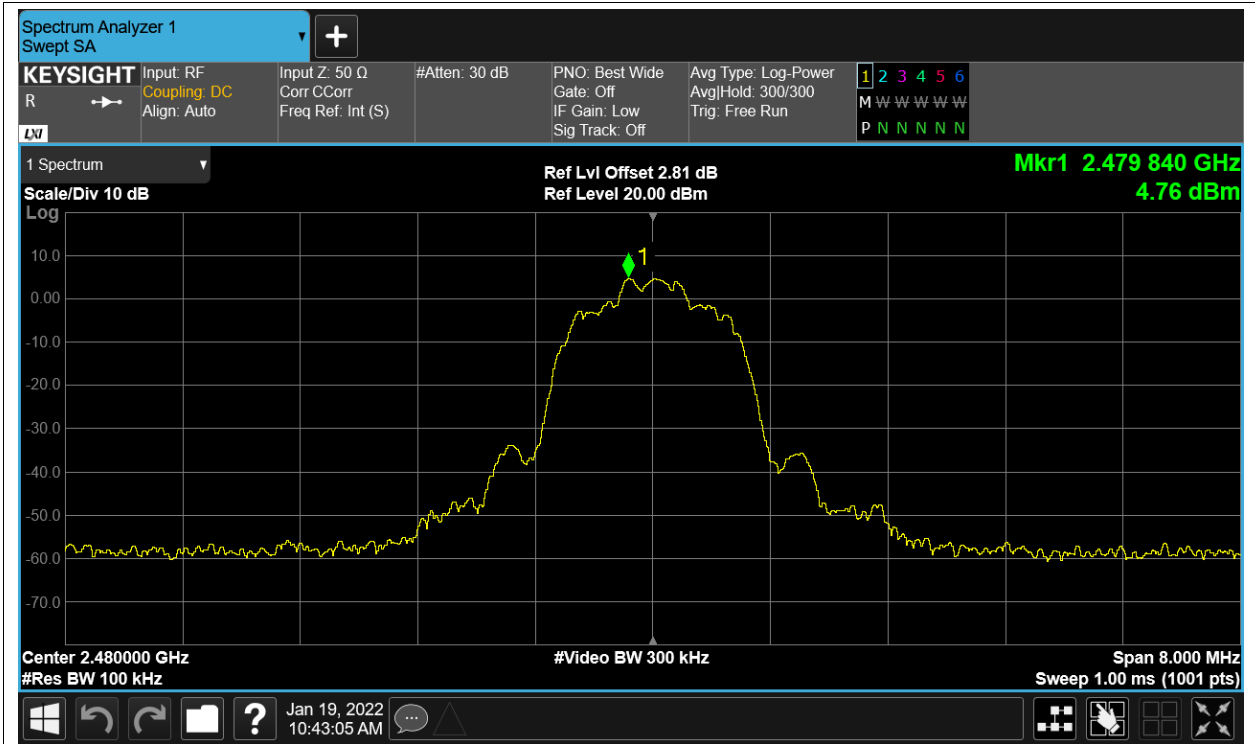 Spectrum Analyzer 1
Swept SA
KEYSIGHT
R
LXI
Input: RF
Coupling: DC
Align: Auto
Input Z: 50 Ω
Corr CCorr
Freq Ref: Int (S)
#Atten: 30 dB
PNO: Best Wide
Gate: Off
IF Gain: Low
Sig Track: Off
Avg Type: Log-Power
Avg|Hold: 300/300
Trig: Free Run
1 2 3 4 5 6
M W W W W W
P N N N N N
1 Spectrum
Scale/Div 10 dB
Ref Lvl Offset 2.81 dB
Ref Level 20.00 dBm
Mkr1 2.479 840 GHz
4.76 dBm
Log
10.0
0.00
-10.0
-20.0
-30.0
-40.0
-50.0
-60.0
-70.0
1
Center 2.480000 GHz
#Video BW 300 kHz
Span 8.000 MHz
#Res BW 100 kHz
Sweep 1.00 ms (1001 pts)
?
Jan 19, 2022
10:43:05 AM